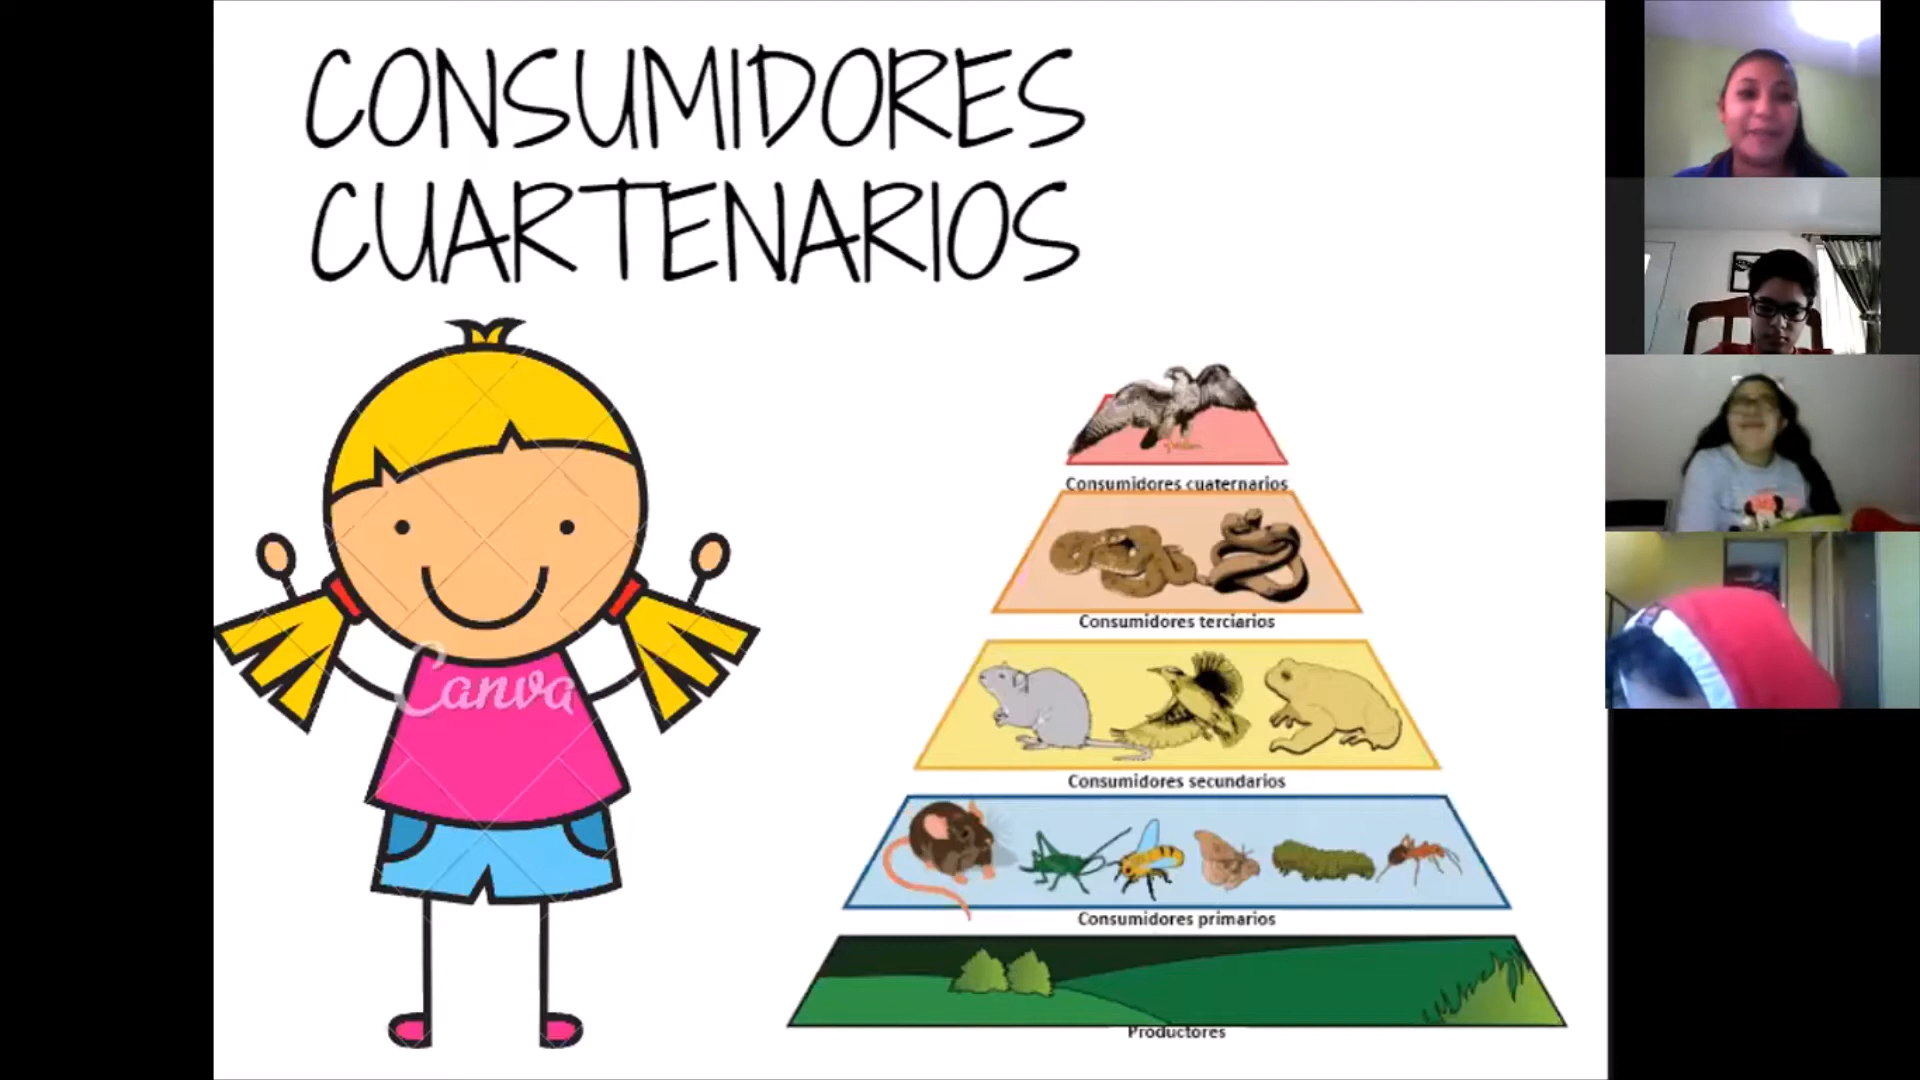 CONSUMIDORES
CUARTENARIOS
Canva
Consumidores cuaternarios
Consumidores terciarios
Consumidores secundarios
Consumidores primarios
Productores